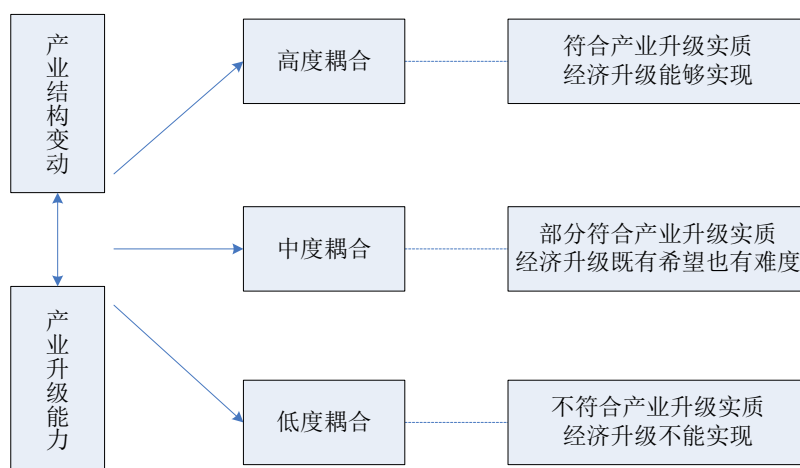 产业结构变动
产业升级能力
高度耦合
符合产业升级实质
经济升级能够实现
中度耦合
部分符合产业升级实质
经济升级既有希望也有难度
低度耦合
不符合产业升级实质
经济升级不能实现